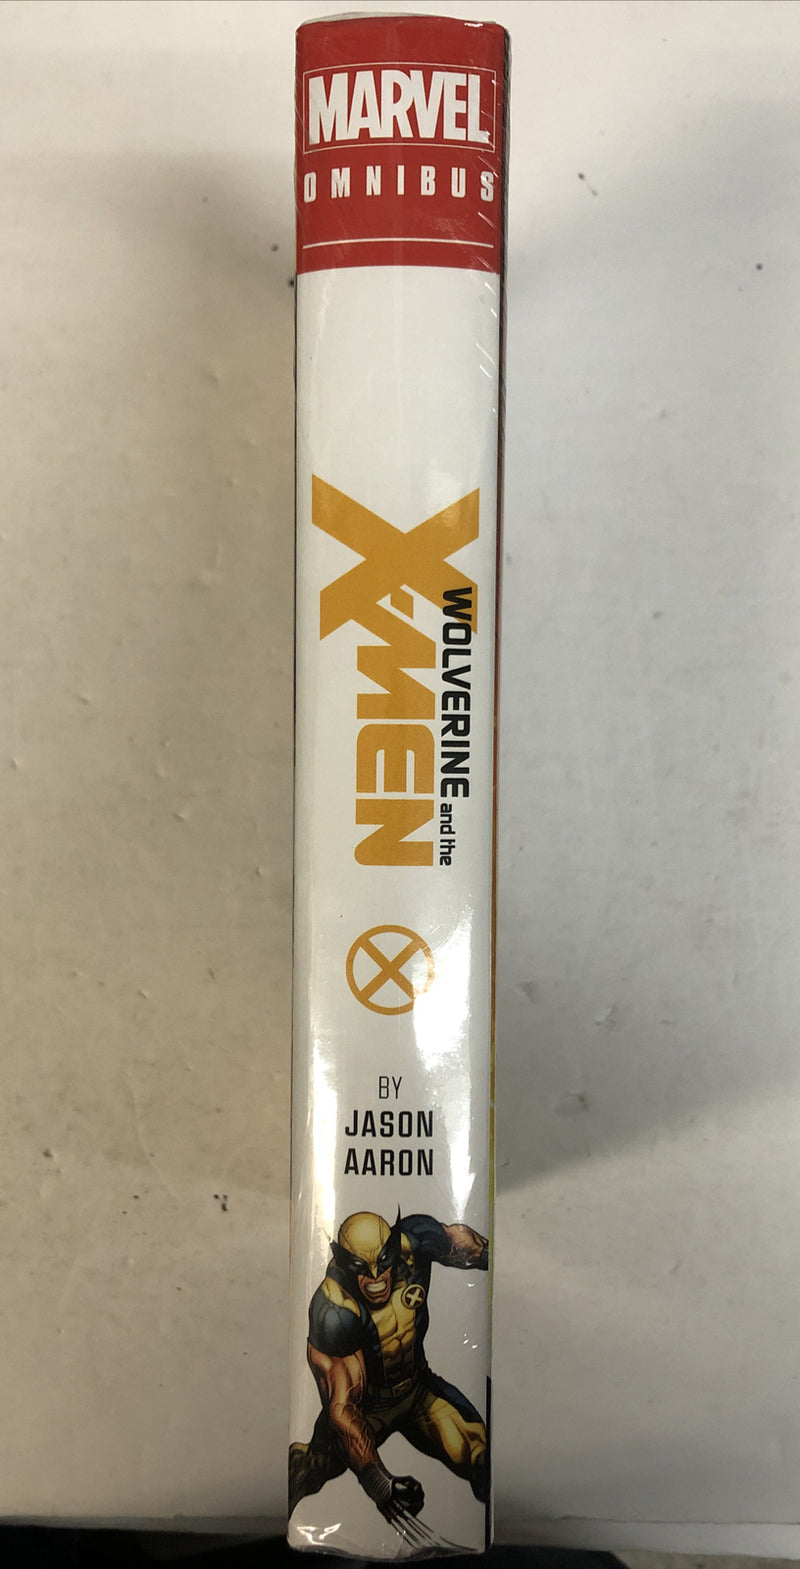 MARVEL
OMNIBUS
WOLVERINE and the
X-MEN
BY
JASON
AARON